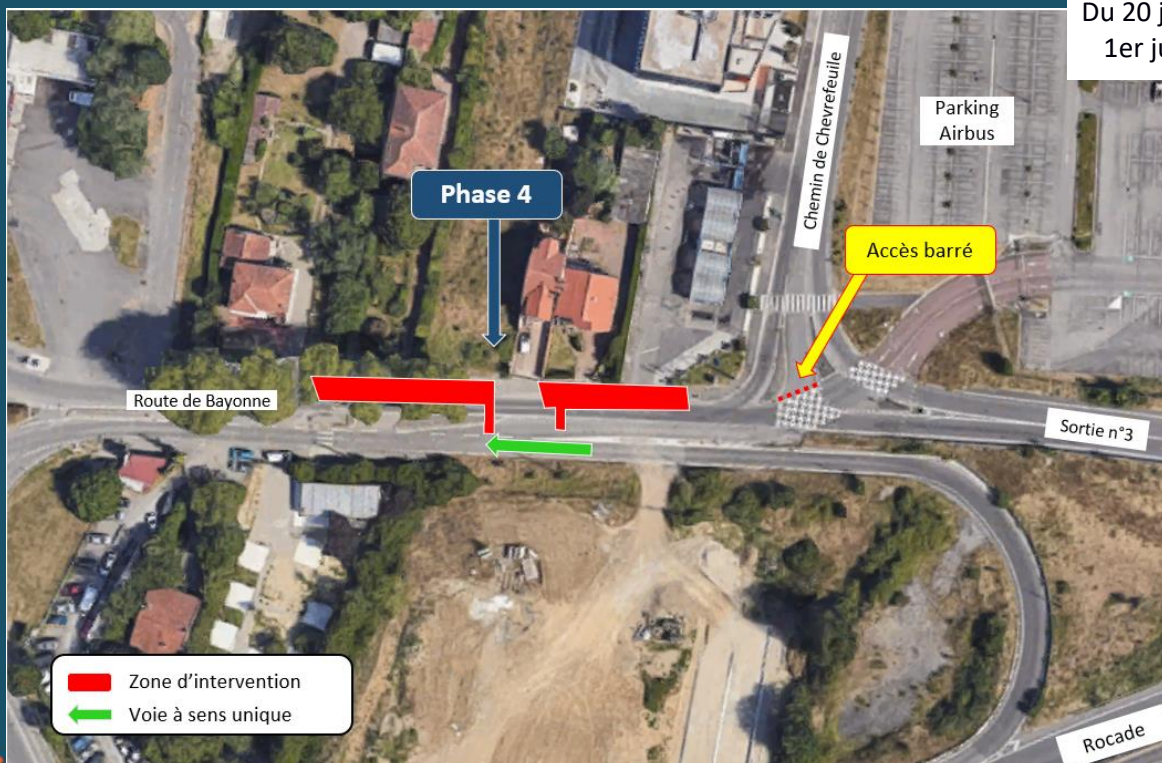 Du 20
1er
Chemin de Chevrefeuile
Parking
Airbus
Phase 4
Accès barré
Route de Bayonne
Sortie n°3
Zone d'intervention
Voie à sens unique
Rocade